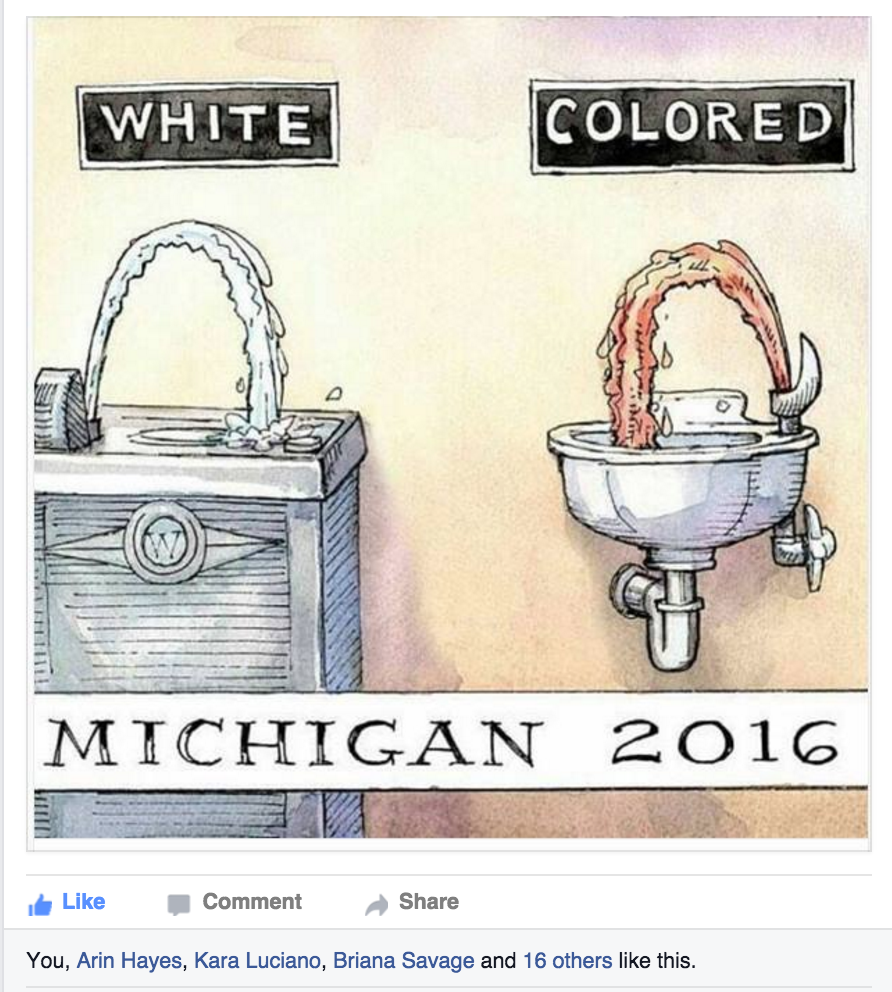 WHITE COLORED
W
MICHIGAN 2016
Like Comment Share
You, Arin Hayes, Kara Luciano, Briana Savage and 16 others like this.